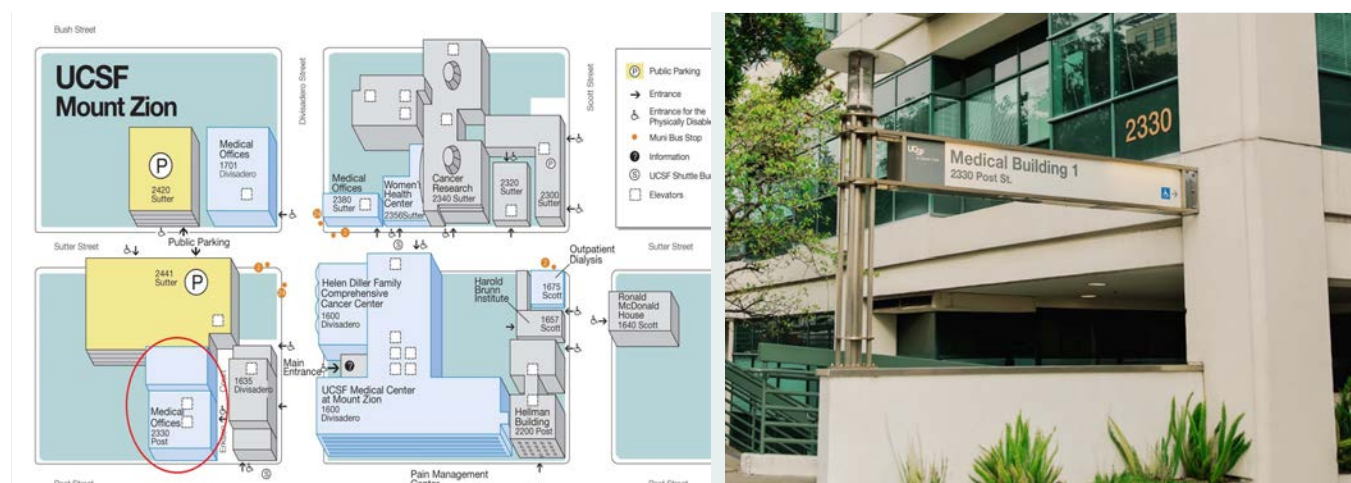 Bush Street
UCSF
Mount Zion
Divisadero Street
Scott Street
P
2420
Sutter
Medical
Offices
1701
Divisadero
Medical
Offices
2380
Sutter
Women's
Health
Center
2356Sutter
Cancer
Research
2340 Sutter
2320
Sutter
P
2300
Sutter
P Public Parking
Entrance
Entrance for the
Physically Disable
Muni Bus Stop
? Information
S UCSF Shuttle Bu
Elevators
Sutter Street
Public Parking
S
Sutter Street
2441
Sutter
P
2
Helen Diller Family
Comprehensive
Cancer Center
1600
Divisadero
Harold
Brunn
Institute
Outpatient
Dialysis
2
1675
Scott
1657
Scott
Ronald
McDonald
House
1640 Scott
Main
Entrance
?
1635
Divisadero
Medical
Offices
2330
Post
Court
UCSF Medical Center
at Mount Zion
1600
Divisadero
Hellman
Building
2200 Post
S
Pain Management
2330
UCSF
Medical Building 1
2330 Post St.